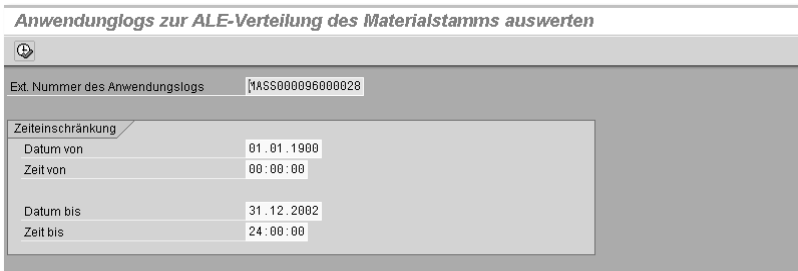 Anwendunglogs zur ALE-Verteilung des Materialstamms auswerten
Ext. Nummer des Anwendungslogs MASS000096000028
Zeiteinschränkung
Datum von 01.01.1900
Zeit von 00:00:00
Datum bis 31.12.2002
Zeit bis 24:00:00